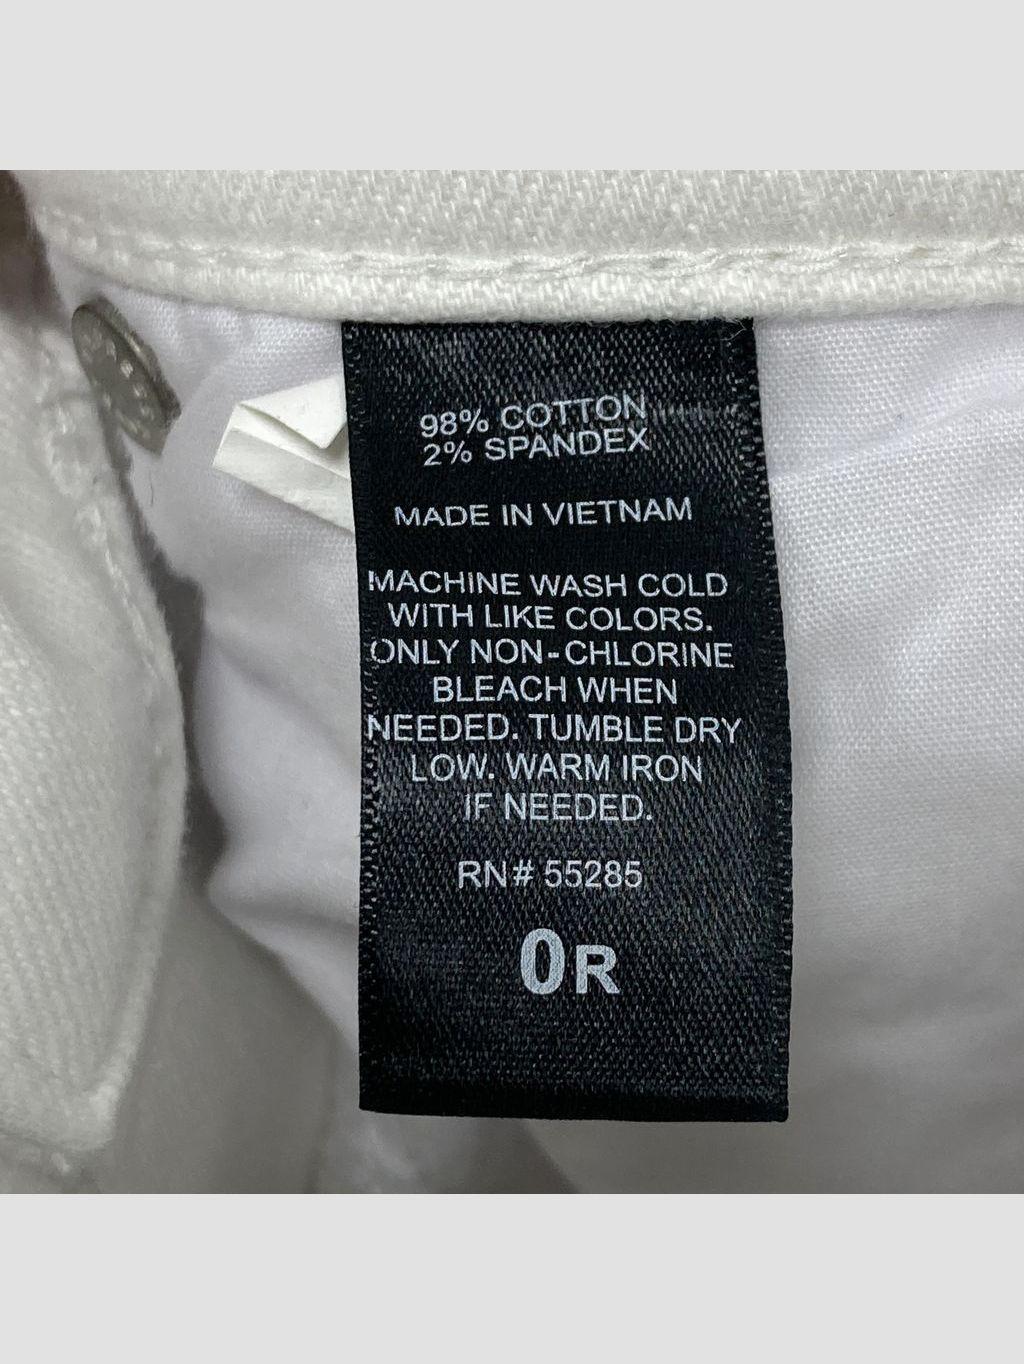 98% COTTON
2% SPANDEX
MADE IN VIETNAM
MACHINE WASH COLD
WITH LIKE COLORS.
ONLY NON-CHLORINE
BLEACH WHEN
NEEDED. TUMBLE DRY
LOW. WARM IRON
IF NEEDED.
RN# 55285
0R